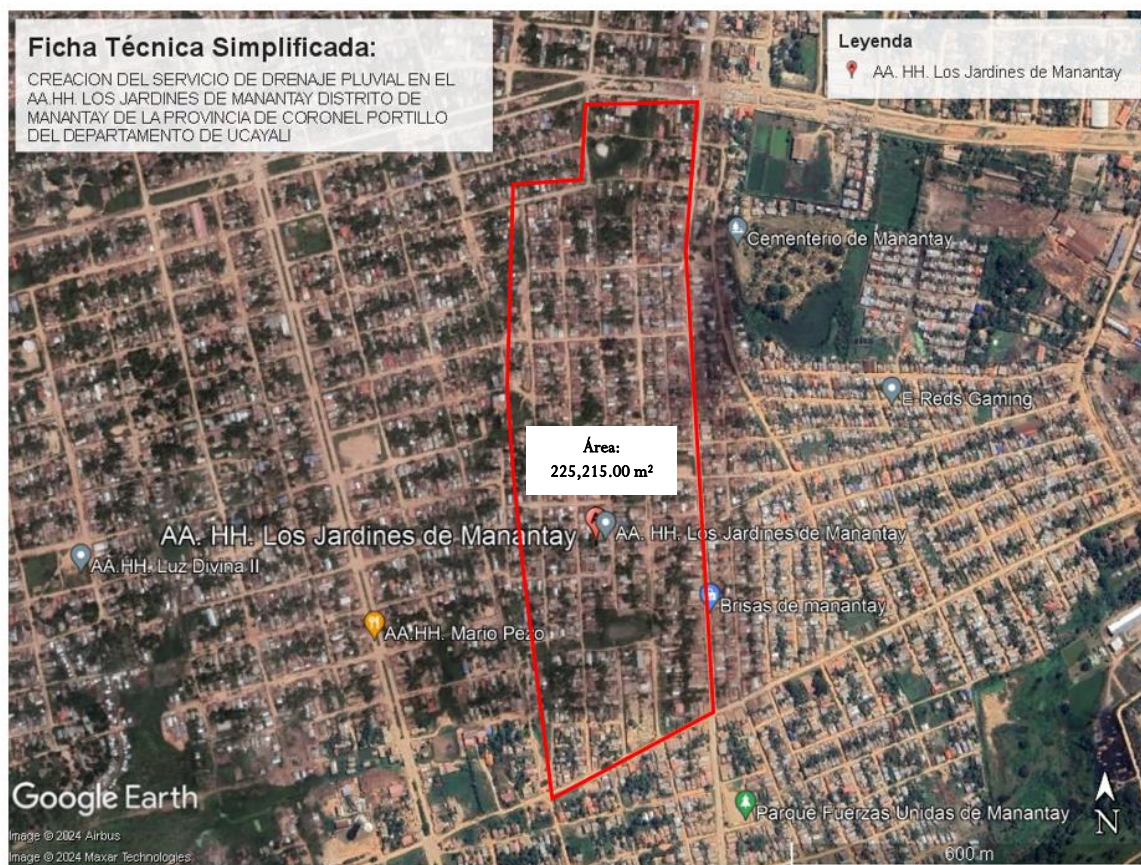 Ficha Técnica Simplificada:
CREACION DEL SERVICIO DE DRENAJE PLUVIAL EN EL
AA.HH. LOS JARDINES DE MANANTAY DISTRITO DE
MANANTAY DE LA PROVINCIA DE CORONEL PORTILLO
DEL DEPARTAMENTO DE UCAYALI
Leyenda
AA. HH. Los Jardines de Manantay
Cementerio de Manantay
E-Reds Gaming
Área:
225,215.00 m²
AA. HH. Los Jardines de Manantay
AA. HH. Los Jardines de Manantay
AA.HH. Luz Divina II
Brisas de manantay
AA.HH. Mario Pezo
Google Earth
Parque Fuerzas Unidas de Manantay
N
Image © 2024 Airbus
Image © 2024 Maxar Technologies
600 m